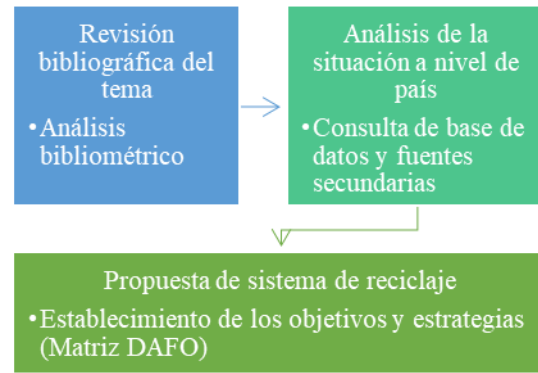 Revisión
bibliográfica del
tema
•Análisis
bibliométrico
Análisis de la
situación a nivel de
país
•Consulta de base de
datos y fuentes
secundarias
Propuesta de sistema de reciclaje
•Establecimiento de los objetivos y estrategias
(Matriz DAFO)